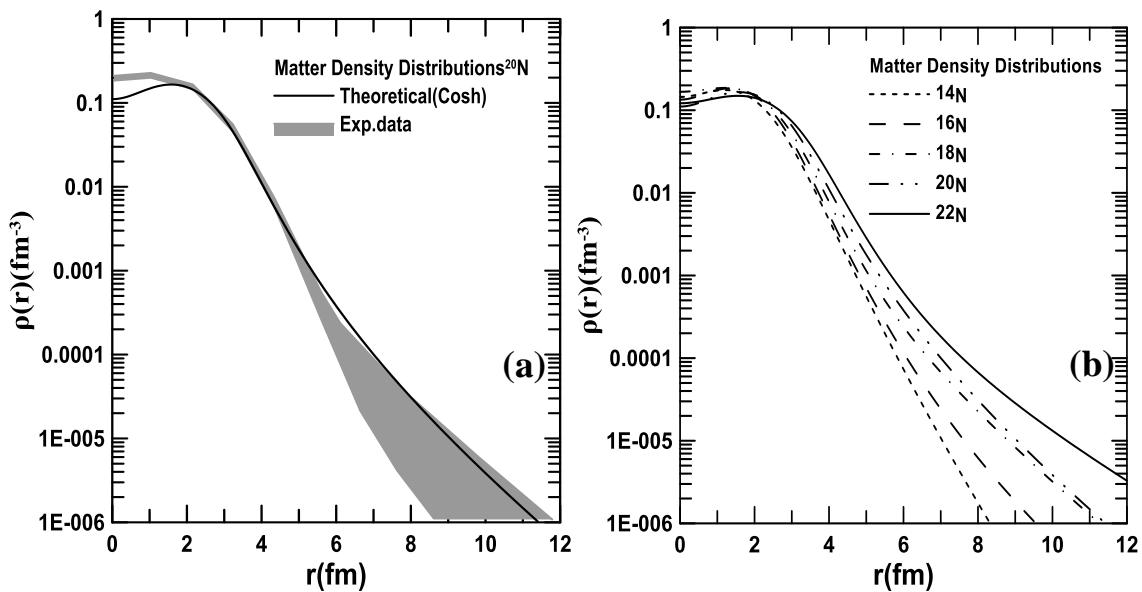 1
0.1
0.01
0.001
0.0001
1E-005
1E-006
ρ(r)(fm⁻³)
Matter Density Distributions²⁰N
Theoretical(Cosh)
Exp.data
(a)
0 2 4 6 8 10 12
r(fm)
1
0.1
0.01
0.001
0.0001
1E-005
1E-006
ρ(r)(fm⁻³)
Matter Density Distributions
14N
16N
18N
20N
22N
(b)
0 2 4 6 8 10 12
r(fm)